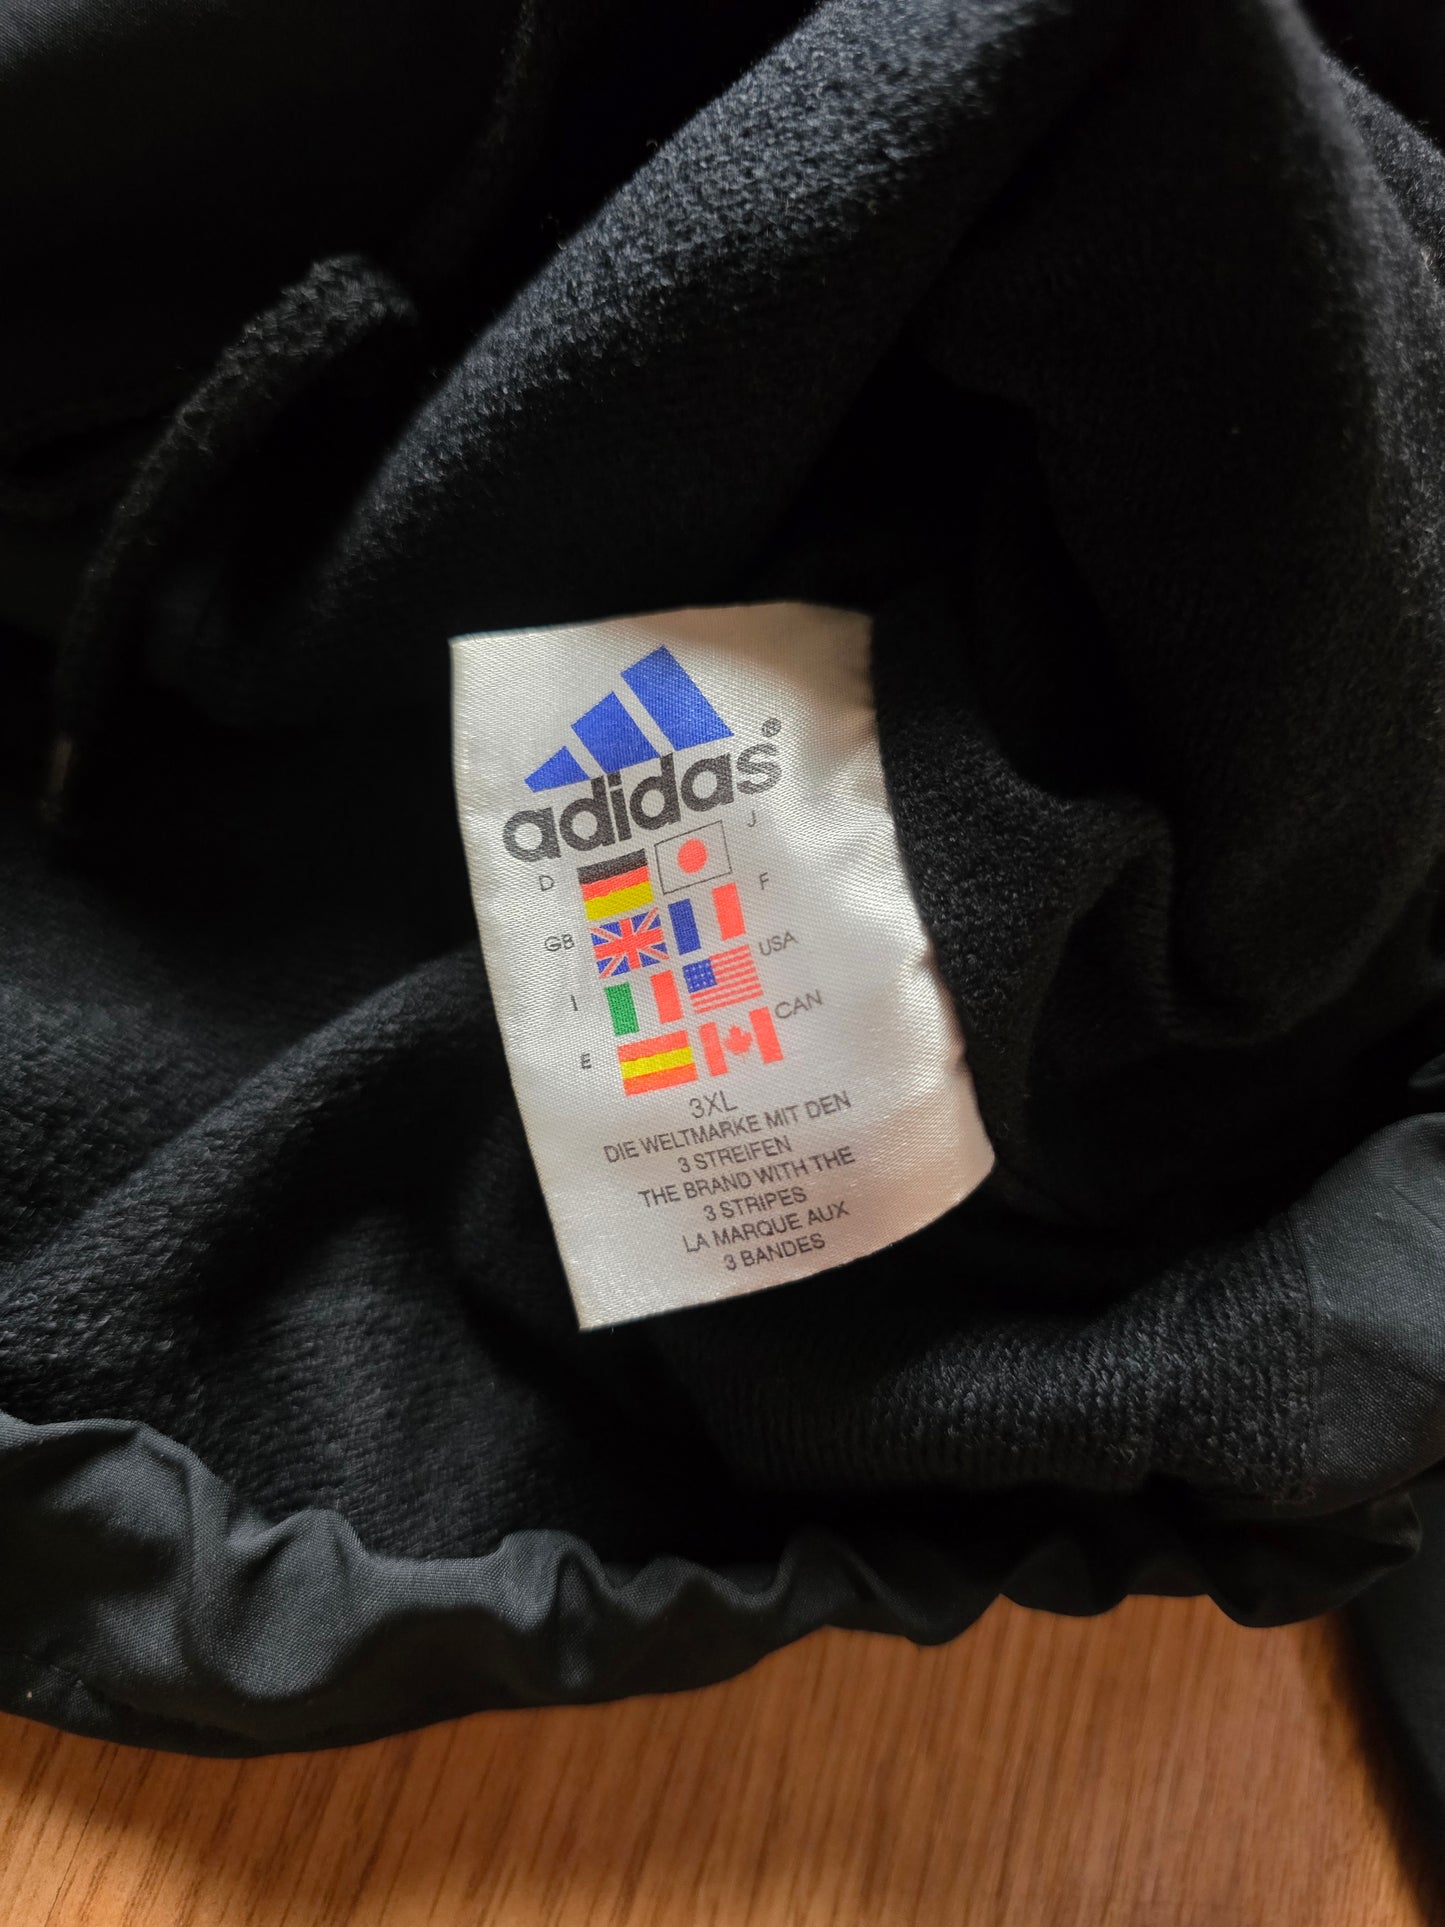 adidas®
J
D
F
GB
USA
I
CAN
E
3XL
DIE WELTMARKE MIT DEN
3 STREIFEN
THE BRAND WITH THE
3 STRIPES
LA MARQUE AUX
3 BANDES